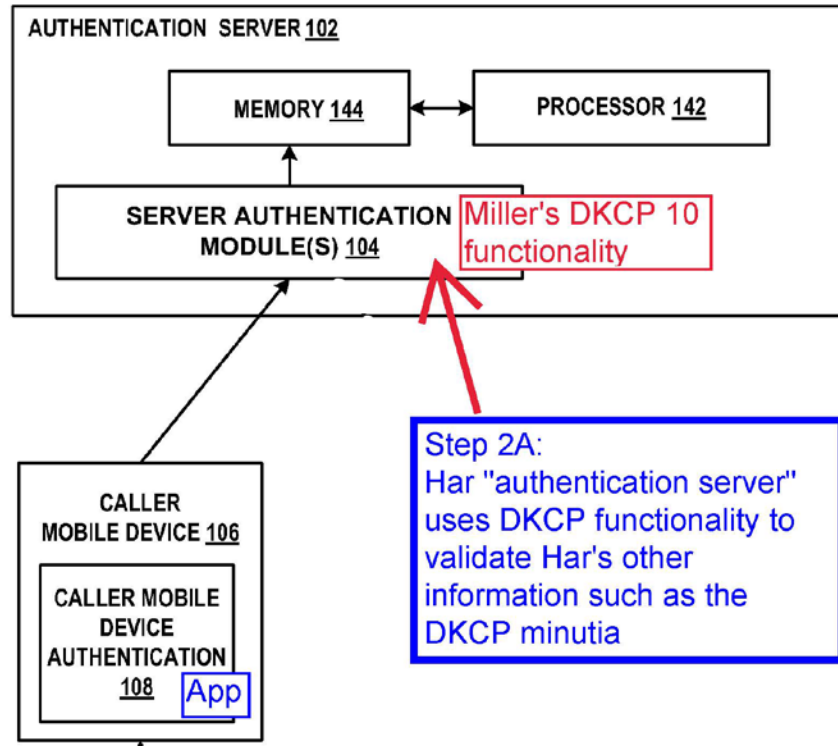 AUTHENTICATION SERVER 102
MEMORY 144
PROCESSOR 142
SERVER AUTHENTICATION
MODULE(S) 104
Miller's DKCP 10
functionality
Step 2A:
Har "authentication server"
uses DKCP functionality to
validate Har's other
information such as the
DKCP minutia
CALLER
MOBILE DEVICE 106
CALLER MOBILE
DEVICE
AUTHENTICATION
108
App